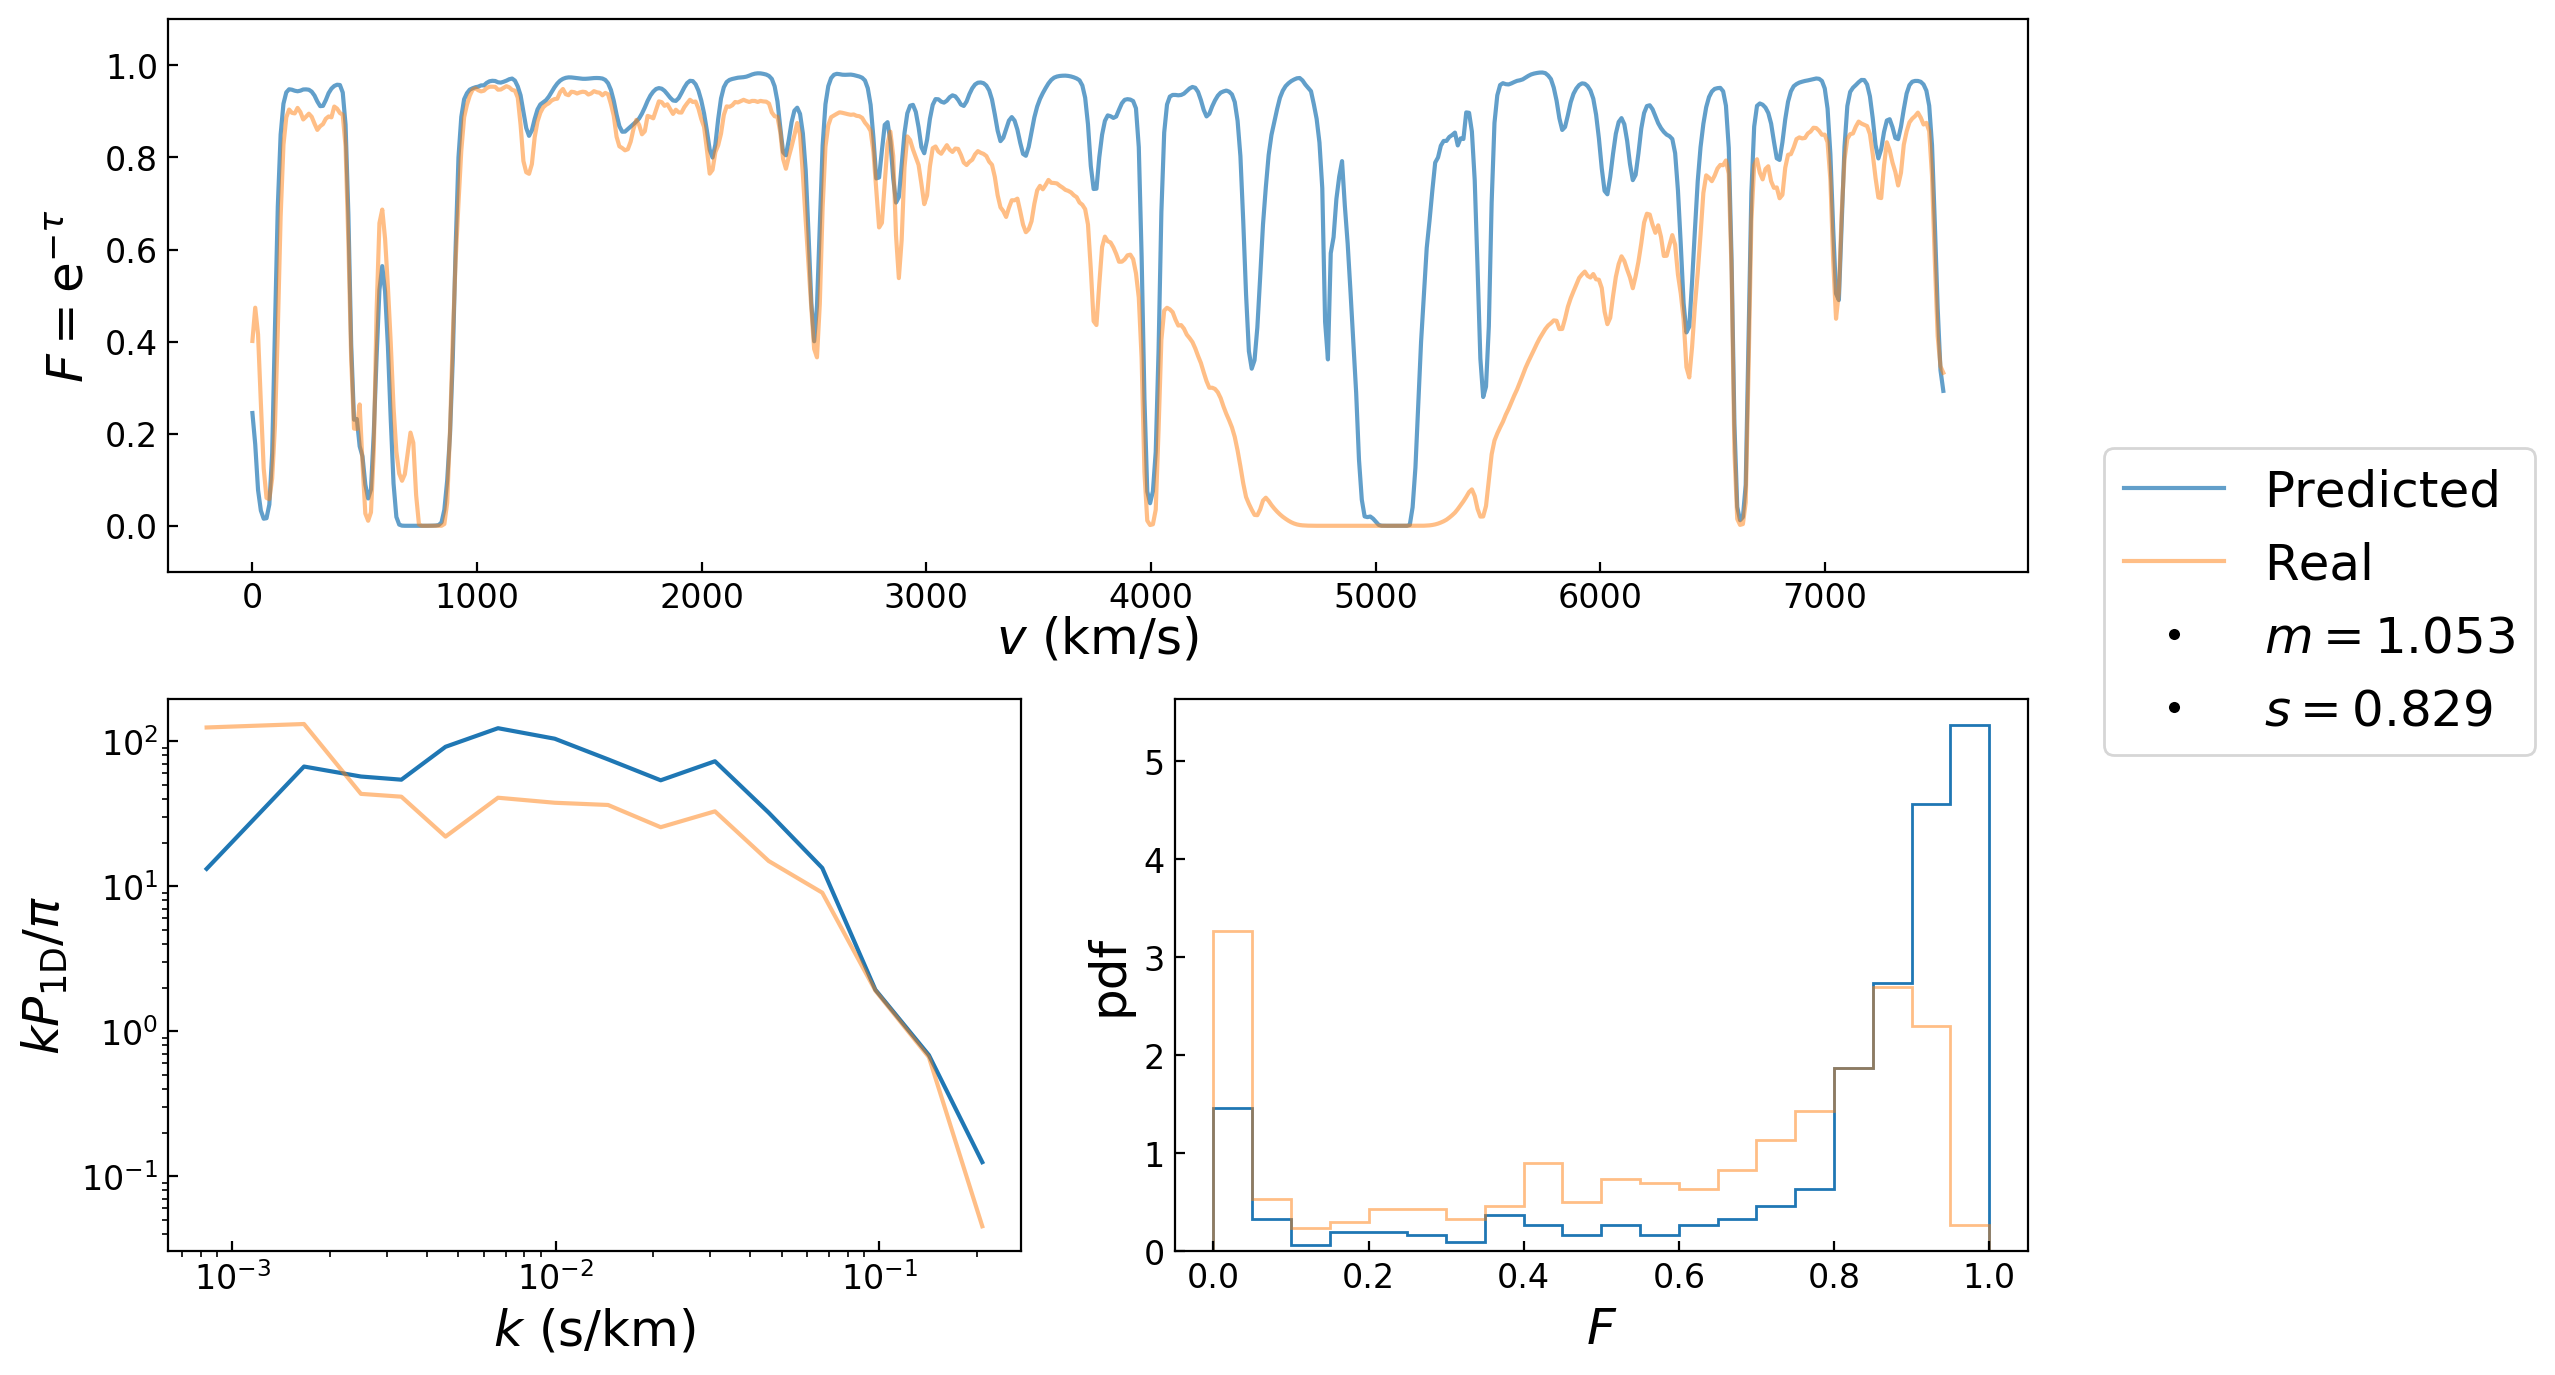 1.0
0.8
0.6
0.4
0.2
0.0
F = e^{-τ}
0 1000 2000 3000 4000 5000 6000 7000
v (km/s)
Predicted
Real
m = 1.053
s = 0.829
10^2
10^1
10^0
10^{-1}
kP_{1D}/π
10^{-3} 10^{-2} 10^{-1}
k (s/km)
5
4
3
2
1
0
pdf
0.0 0.2 0.4 0.6 0.8 1.0
F